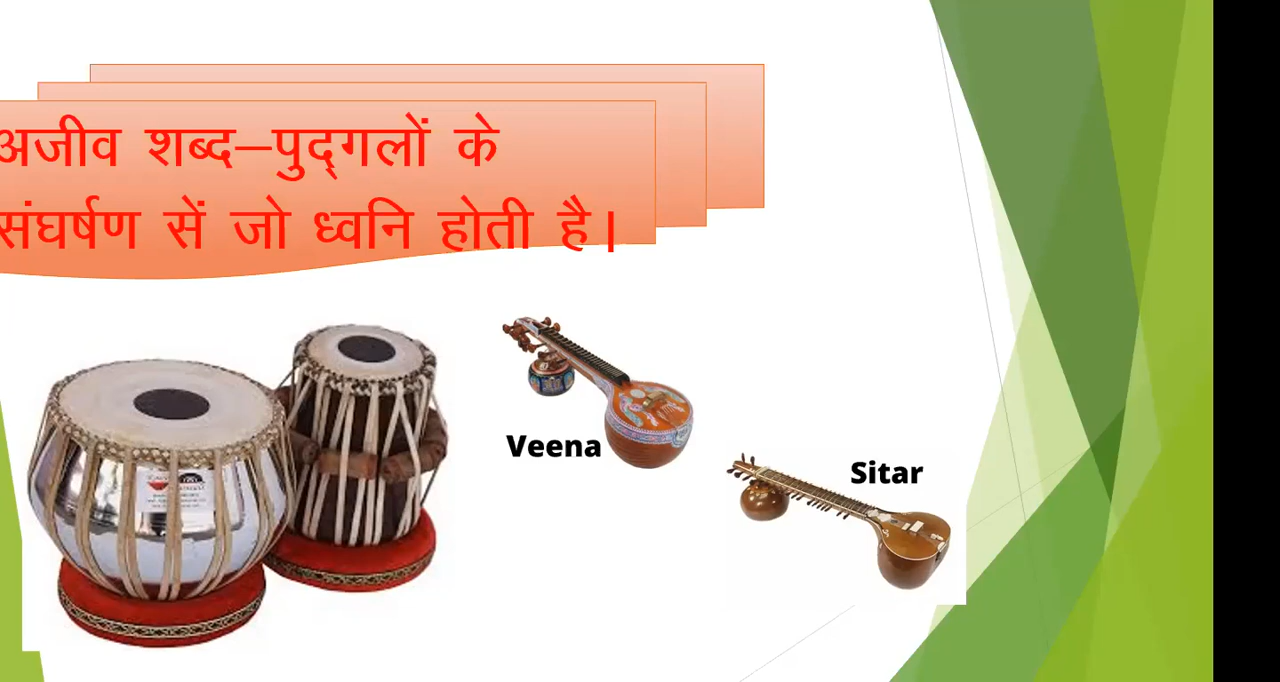 अजीव शब्द–पुद्गलों के
संघर्षण सें जो ध्वनि होती है।
Veena
Sitar